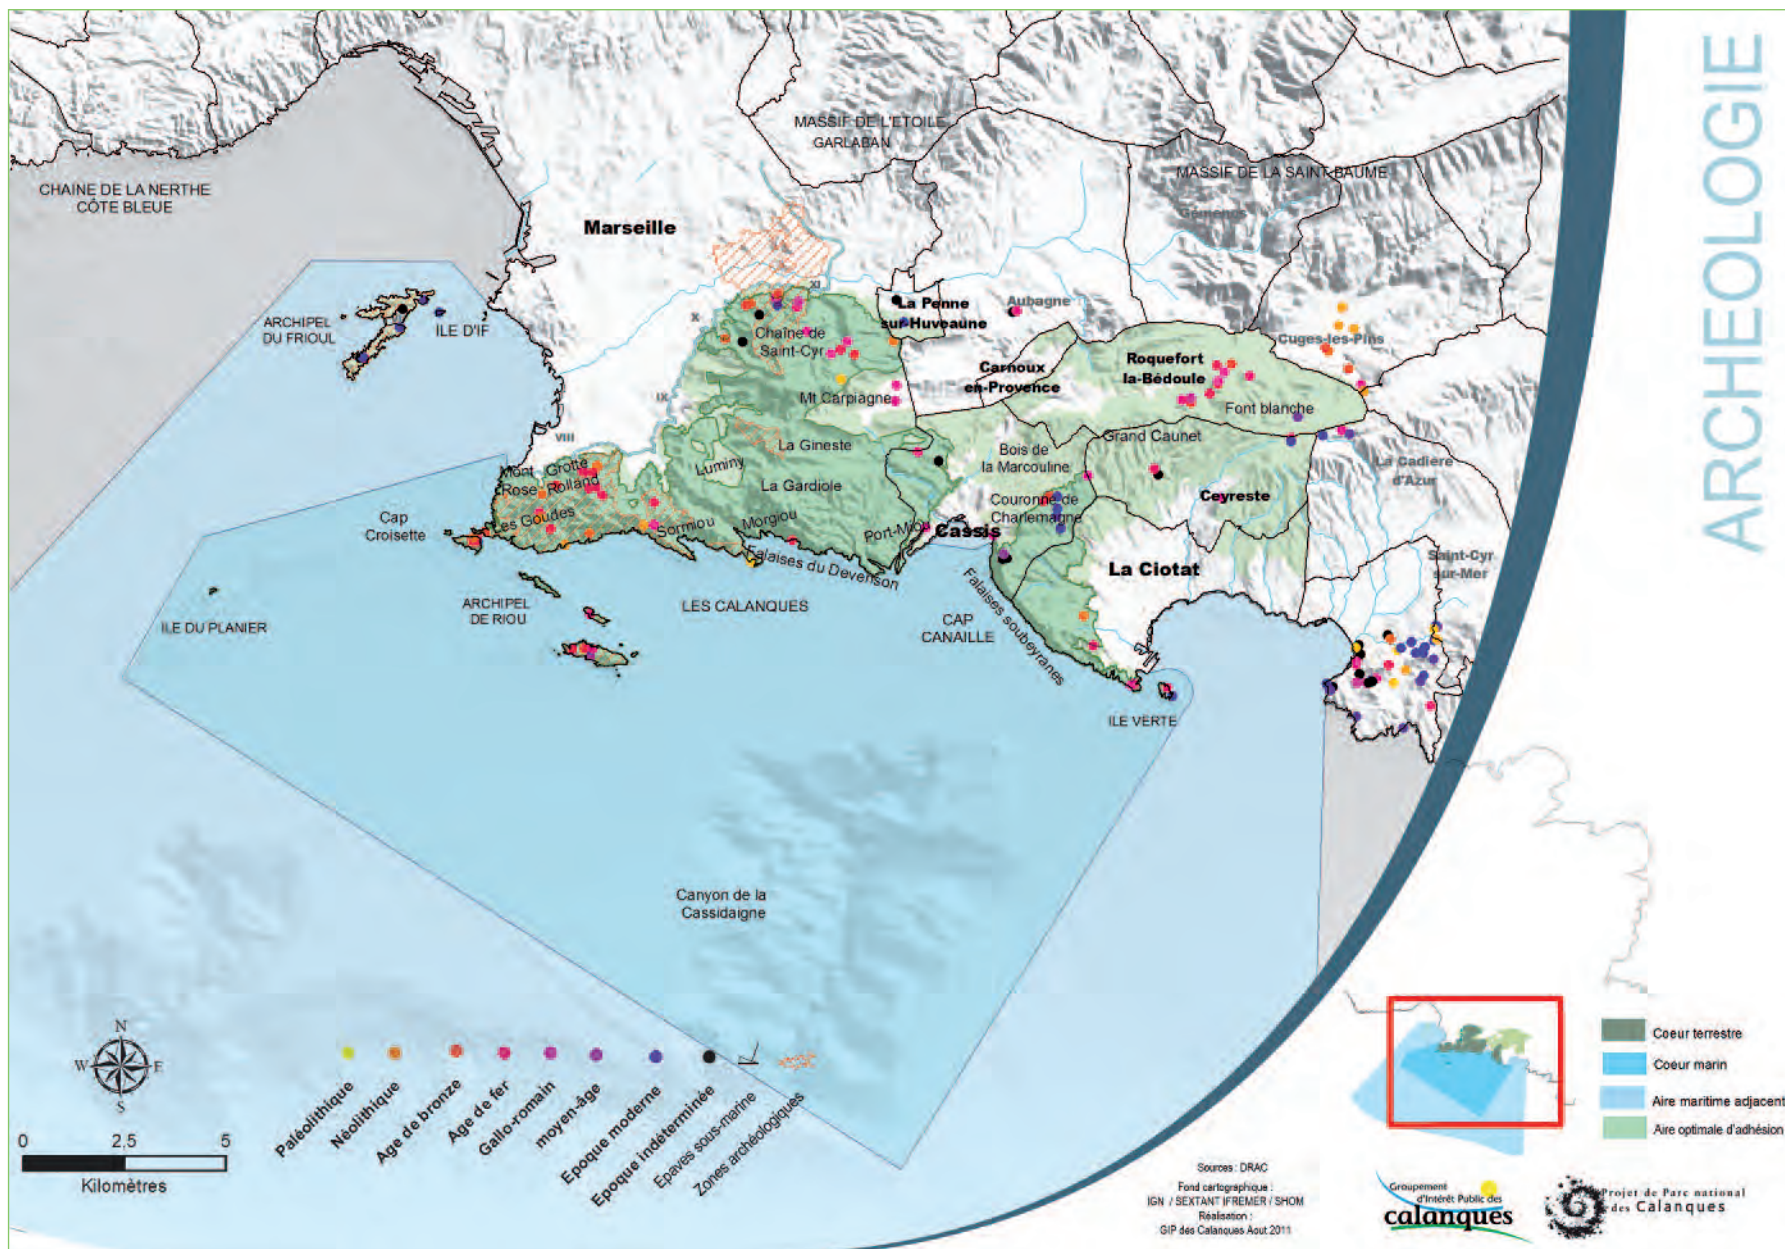 ARCHEOLOGIE
MASSIF DE L'ETOILE
GARLABAN
MASSIF DE LA SAINT-BAUME
CHAINE DE LA NERTHE
CÔTE BLEUE
Gémenos
Marseille
XI
La Penne
sur-Huveaune
Aubagne
ARCHIPEL
DU FRIOUL
ILE D'IF
X
Chaîne de
Saint-Cyr
Cuges-les-Pins
Carnoux
en-Provence
Roquefort
la-Bédoule
Mt Carpiagne
IX
Font blanche
VIII
La Gineste
Grand Caunet
Bois de
la Marcouline
Mont
Rose
Grotte
Rolland
Luminy
La Gardiole
La Cadière
d'Azur
Ceyreste
Couronne de
Charlemagne
Cap
Croisette
Les Goudes
Sormiou
Morgiou
Port-Miou
Cassis
Falaises du Devenson
La Ciotat
Saint-Cyr
sur-Mer
ILE DU PLANIER
ARCHIPEL
DE RIOU
LES CALANQUES
CAP
CANAILLE
Falaises soubeyranes
ILE VERTE
Canyon de la
Cassidaigne
N
W
E
S
0
2,5
5
Kilomètres
Paléolithique
Néolithique
Age de bronze
Age de fer
Gallo-romain
moyen-âge
Epoque moderne
Epoque indéterminée
Epaves sous-marine
Zones archéologiques
Coeur terrestre
Coeur marin
Aire maritime adjacent
Aire optimale d'adhésion
Sources : DRAC
Fond cartographique :
IGN / SEXTANT IFREMER / SHOM
Réalisation :
GIP des Calanques Aout 2011
Groupement
d'Intérêt Public des
calanques
Projet de Parc national
des Calanques